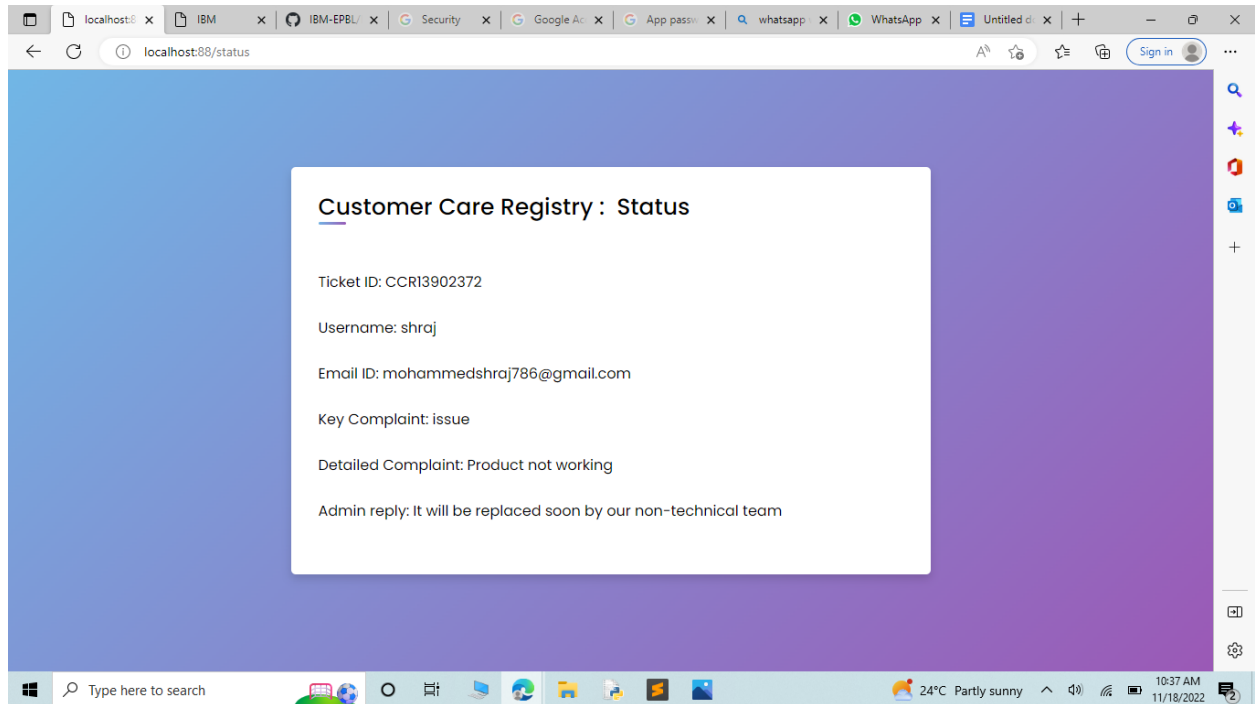 localhost:8
IBM
IBM-EPBL/
Security
Google Ac
App passw
whatsapp
WhatsApp
Untitled d
localhost:88/status
Sign in
Customer Care Registry : Status
Ticket ID: CCR13902372
Username: shraj
Email ID: mohammedshraj786@gmail.com
Key Complaint: issue
Detailed Complaint: Product not working
Admin reply: It will be replaced soon by our non-technical team
Type here to search
24°C Partly sunny
10:37 AM
11/18/2022
2